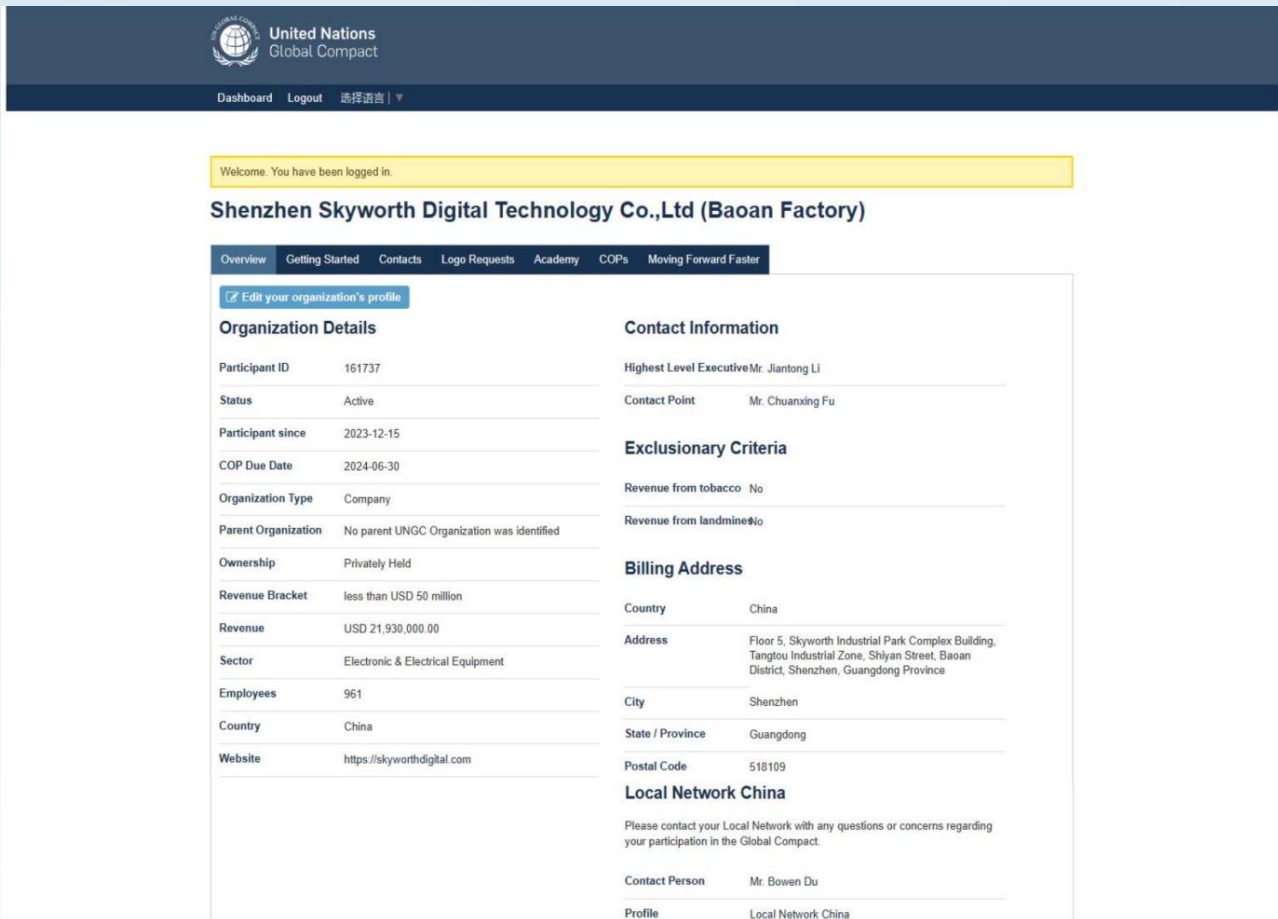 United Nations
Global Compact
Dashboard Logout 选择语言 | ▼
Welcome. You have been logged in.
Shenzhen Skyworth Digital Technology Co.,Ltd (Baoan Factory)
Overview Getting Started Contacts Logo Requests Academy COPs Moving Forward Faster
Edit your organization's profile
Organization Details
Participant ID 161737
Status Active
Participant since 2023-12-15
COP Due Date 2024-06-30
Organization Type Company
Parent Organization No parent UNGC Organization was identified
Ownership Privately Held
Revenue Bracket less than USD 50 million
Revenue USD 21,930,000.00
Sector Electronic & Electrical Equipment
Employees 961
Country China
Website https://skyworthdigital.com
Contact Information
Highest Level Executive Mr. Jiantong Li
Contact Point Mr. Chuanxing Fu
Exclusionary Criteria
Revenue from tobacco No
Revenue from landmines No
Billing Address
Country China
Address Floor 5, Skyworth Industrial Park Complex Building,
Tangtou Industrial Zone, Shiyan Street, Baoan
District, Shenzhen, Guangdong Province
City Shenzhen
State / Province Guangdong
Postal Code 518109
Local Network China
Please contact your Local Network with any questions or concerns regarding
your participation in the Global Compact.
Contact Person Mr. Bowen Du
Profile Local Network China